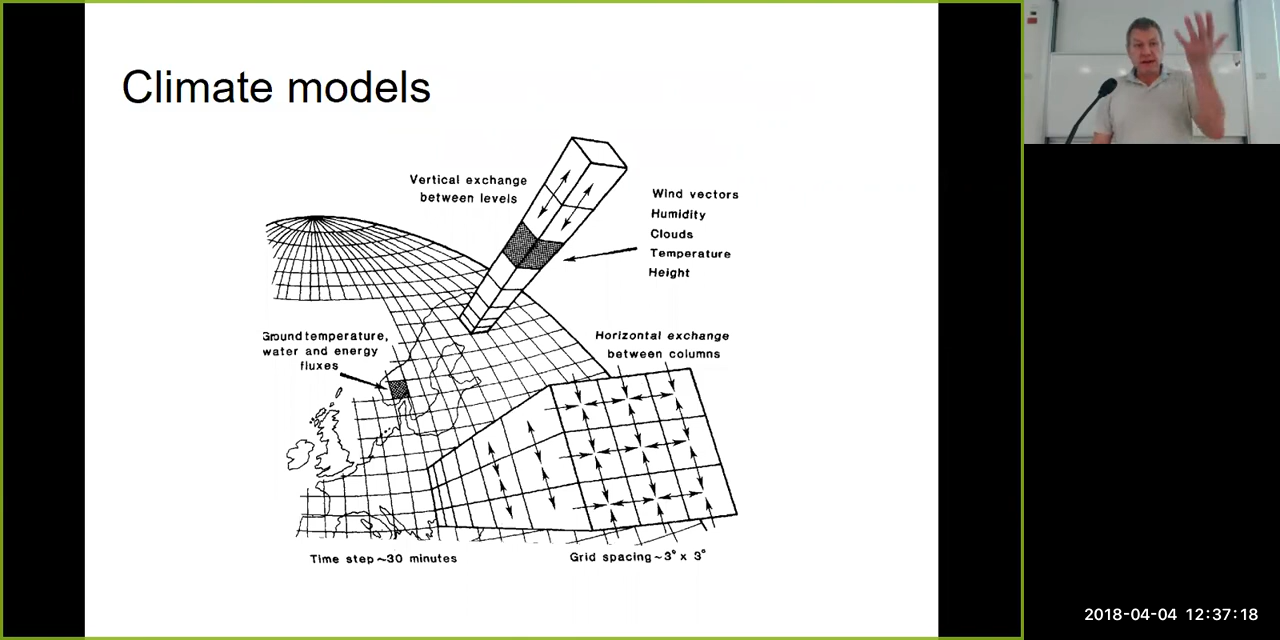 Climate models
Vertical exchange
between levels
Wind vectors
Humidity
Clouds
Temperature
Height
Ground temperature,
water and energy
fluxes
Horizontal exchange
between columns
Time step ~30 minutes
Grid spacing ~ 3° x 3°
2018-04-04 12:37:18